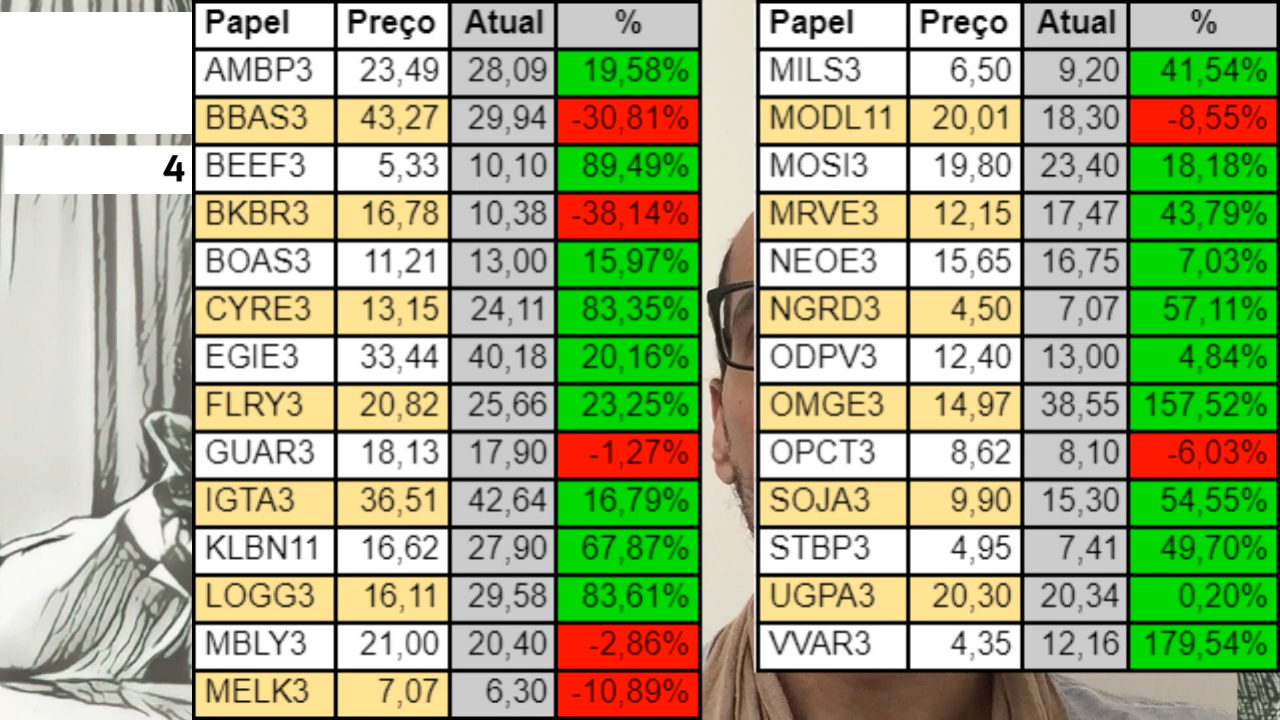 4
Papel Preço Atual %
AMBP3 23,49 28,09 19,58%
BBAS3 43,27 29,94 -30,81%
BEEF3 5,33 10,10 89,49%
BKBR3 16,78 10,38 -38,14%
BOAS3 11,21 13,00 15,97%
CYRE3 13,15 24,11 83,35%
EGIE3 33,44 40,18 20,16%
FLRY3 20,82 25,66 23,25%
GUAR3 18,13 17,90 -1,27%
IGTA3 36,51 42,64 16,79%
KLBN11 16,62 27,90 67,87%
LOGG3 16,11 29,58 83,61%
MBLY3 21,00 20,40 -2,86%
MELK3 7,07 6,30 -10,89%
Papel Preço Atual %
MILS3 6,50 9,20 41,54%
MODL11 20,01 18,30 -8,55%
MOSI3 19,80 23,40 18,18%
MRVE3 12,15 17,47 43,79%
NEOE3 15,65 16,75 7,03%
NGRD3 4,50 7,07 57,11%
ODPV3 12,40 13,00 4,84%
OMGE3 14,97 38,55 157,52%
OPCT3 8,62 8,10 -6,03%
SOJA3 9,90 15,30 54,55%
STBP3 4,95 7,41 49,70%
UGPA3 20,30 20,34 0,20%
VVAR3 4,35 12,16 179,54%